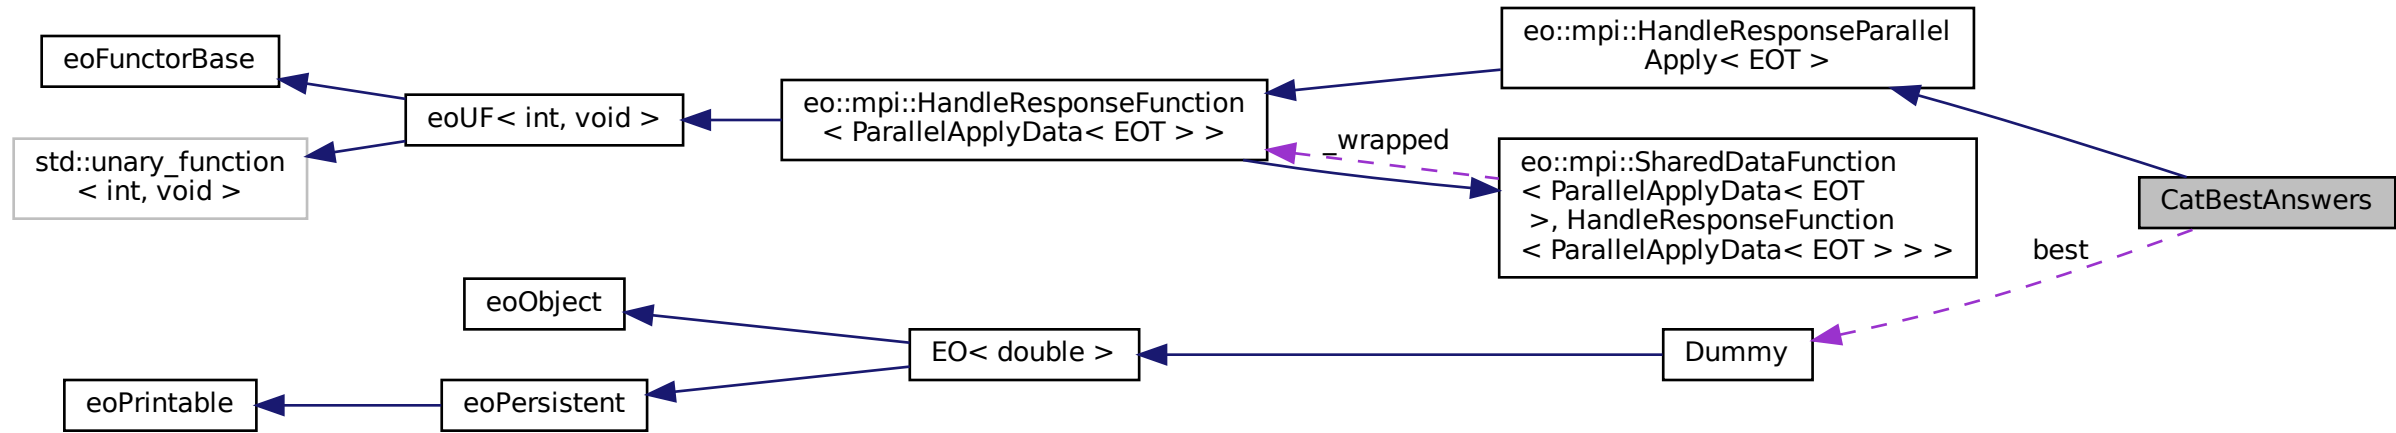 eo::mpi::HandleResponseParallel
Apply< EOT >
eoFunctorBase
eoUF< int, void >
eo::mpi::HandleResponseFunction
< ParallelApplyData< EOT > >
std::unary_function
< int, void >
_wrapped
eo::mpi::SharedDataFunction
< ParallelApplyData< EOT
>, HandleResponseFunction
< ParallelApplyData< EOT > > >
CatBestAnswers
best
eoObject
EO< double >
Dummy
eoPrintable
eoPersistent